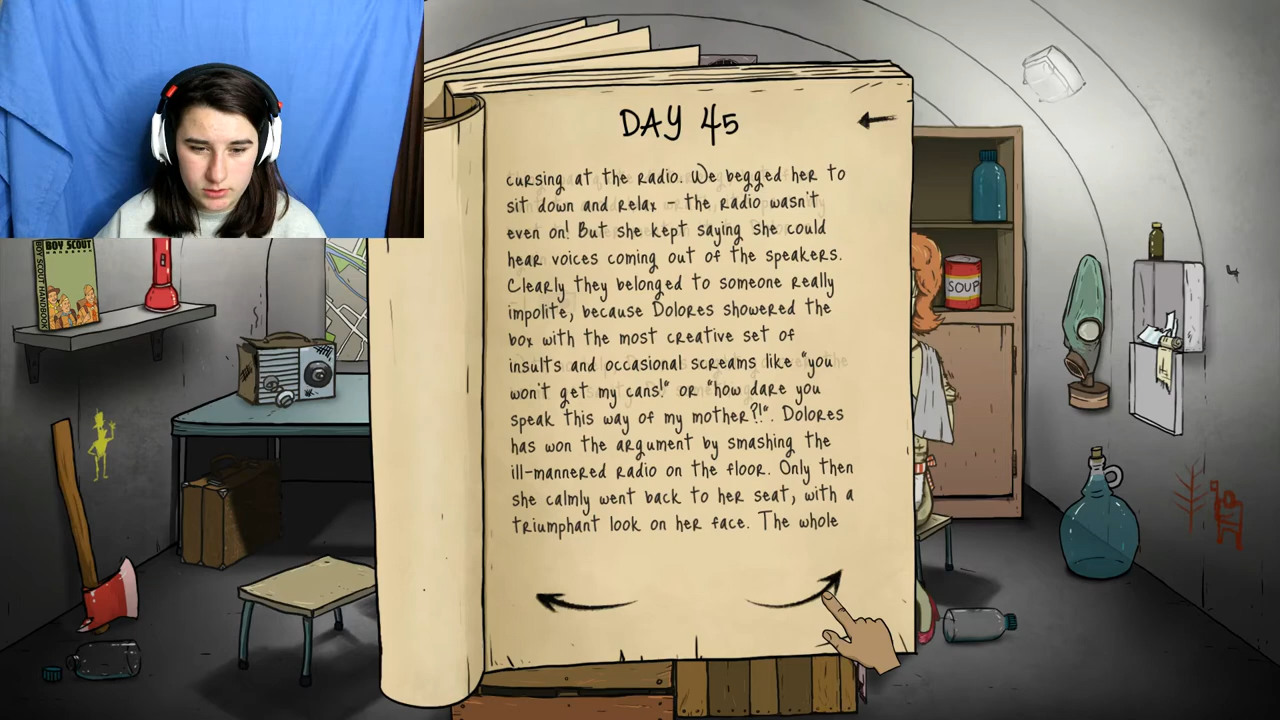 DAY 45
cursing at the radio. We begged her to
sit down and relax - the radio wasn't
even on! But she kept saying she could
hear voices coming out of the speakers.
Clearly they belonged to someone really
impolite, because Dolores showered the
box with the most creative set of
insults and occasional screams like "you
won't get my cans!" or "how dare you
speak this way of my mother?!". Dolores
has won the argument by smashing the
ill-mannered radio on the floor. Only then
she calmly went back to her seat, with a
triumphant look on her face. The whole
BOY SCOUT
BOY SCOUT HANDBOOK
SOUP